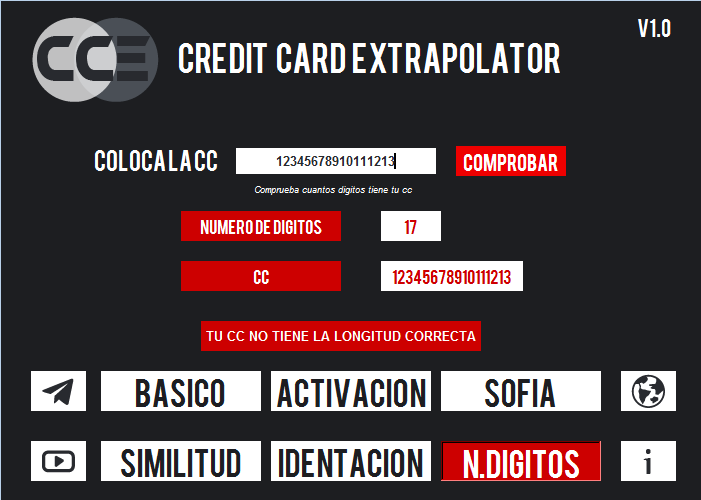 CCE
CREDIT CARD EXTRAPOLATOR
V1.0
COLOCA LA CC
12345678910111213
COMPROBAR
Comprueba cuantos digitos tiene tu cc
NUMERO DE DIGITOS
17
CC
12345678910111213
TU CC NO TIENE LA LONGITUD CORRECTA
BASICO
ACTIVACION
SOFIA
SIMILITUD
IDENTACION
N.DIGITOS
i